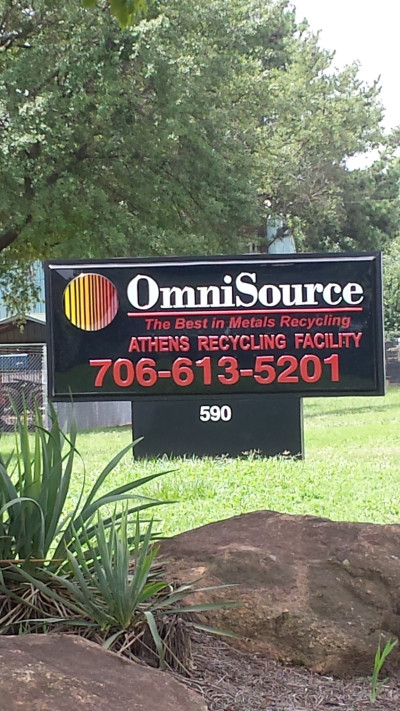 OmniSource
The Best in Metals Recycling
ATHENS RECYCLING FACILITY
706-613-5201
590